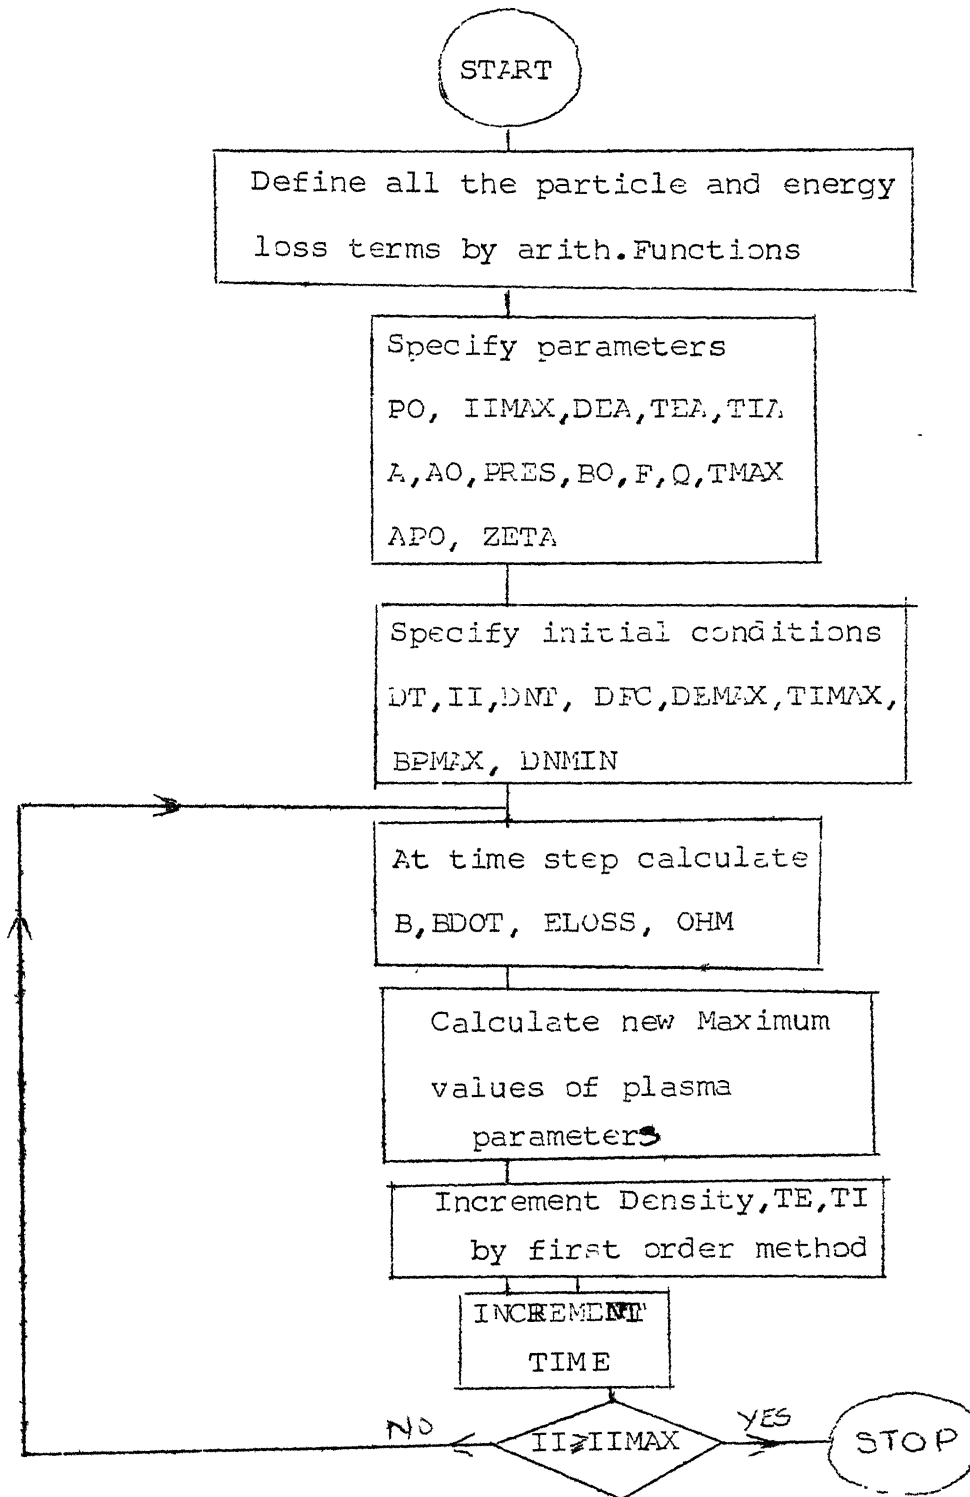 START
Define all the particle and energy
loss terms by arith.Functions
Specify parameters
PO, IIMAX,DEA,TEA,TIA
A,AO,PRES,BO,F,Q,TMAX
APO, ZETA
Specify initial conditions
DT,II,DNT, DFC,DEMAX,TIMAX,
BPMAX, DNMIN
At time step calculate
B,BDOT, ELOSS, OHM
Calculate new Maximum
values of plasma
parameters
Increment Density,TE,TI
by first order method
INCREMENT
TIME
NO
II⩾IIMAX
YES
STOP